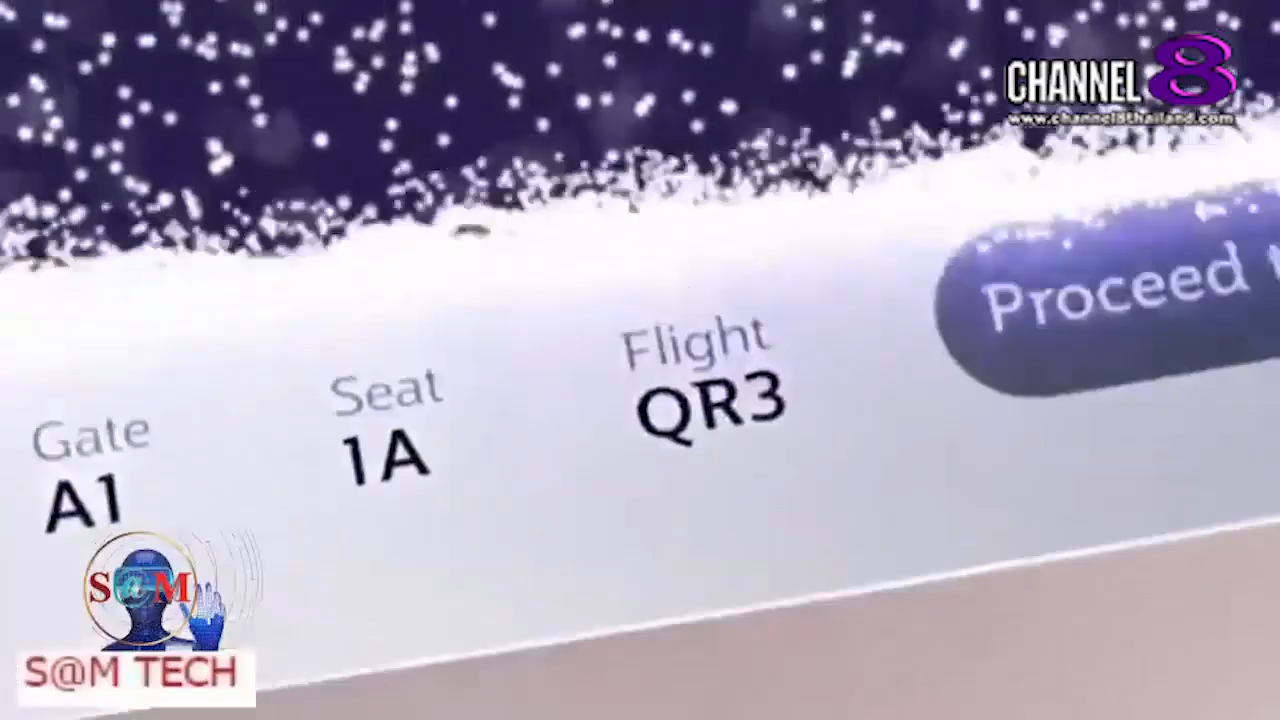 CHANNEL 8
www.channel8thailand.com
Proceed
Flight
QR3
Seat
1A
Gate
A1
S@M
S@M TECH